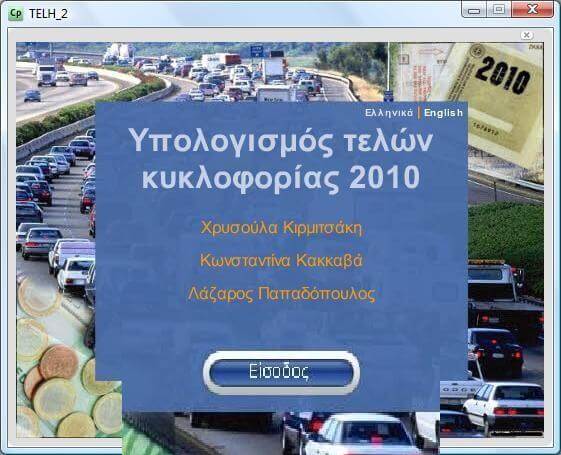 TELH_2
2010
Ελληνικά | English
Υπολογισμός τελών
κυκλοφορίας 2010
Χρυσούλα Κιρμιτσάκη
Κωνσταντίνα Κακκαβά
Λάζαρος Παπαδόπουλος
Είσοδος